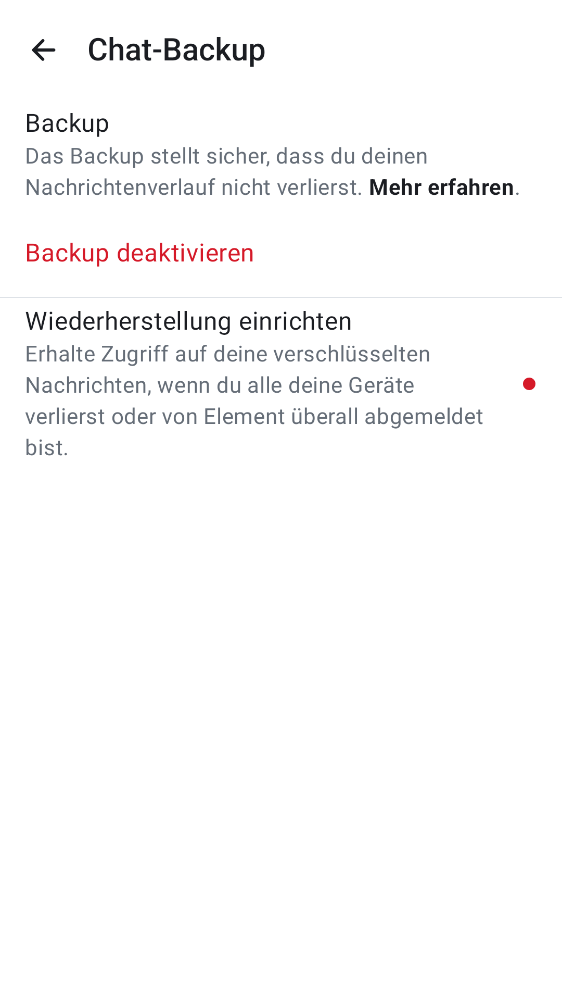 Chat-Backup
Backup
Das Backup stellt sicher, dass du deinen
Nachrichtenverlauf nicht verlierst. Mehr erfahren.
Backup deaktivieren
Wiederherstellung einrichten
Erhalte Zugriff auf deine verschlüsselten
Nachrichten, wenn du alle deine Geräte
verlierst oder von Element überall abgemeldet
bist.